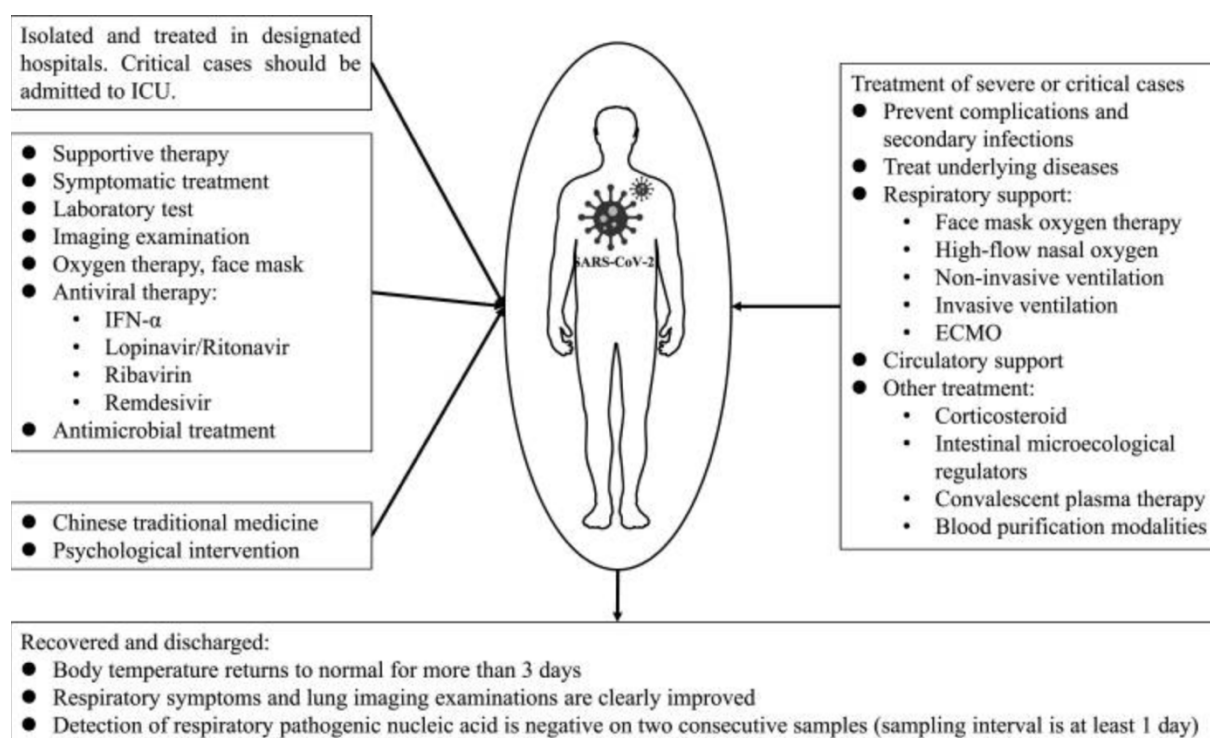 Isolated and treated in designated
hospitals. Critical cases should be
admitted to ICU.
● Supportive therapy
● Symptomatic treatment
● Laboratory test
● Imaging examination
● Oxygen therapy, face mask
● Antiviral therapy:
• IFN-α
• Lopinavir/Ritonavir
• Ribavirin
• Remdesivir
● Antimicrobial treatment
● Chinese traditional medicine
● Psychological intervention
SARS-CoV-2
Treatment of severe or critical cases
● Prevent complications and
secondary infections
● Treat underlying diseases
● Respiratory support:
• Face mask oxygen therapy
• High-flow nasal oxygen
• Non-invasive ventilation
• Invasive ventilation
• ECMO
● Circulatory support
● Other treatment:
• Corticosteroid
• Intestinal microecological
regulators
• Convalescent plasma therapy
• Blood purification modalities
Recovered and discharged:
● Body temperature returns to normal for more than 3 days
● Respiratory symptoms and lung imaging examinations are clearly improved
● Detection of respiratory pathogenic nucleic acid is negative on two consecutive samples (sampling interval is at least 1 day)